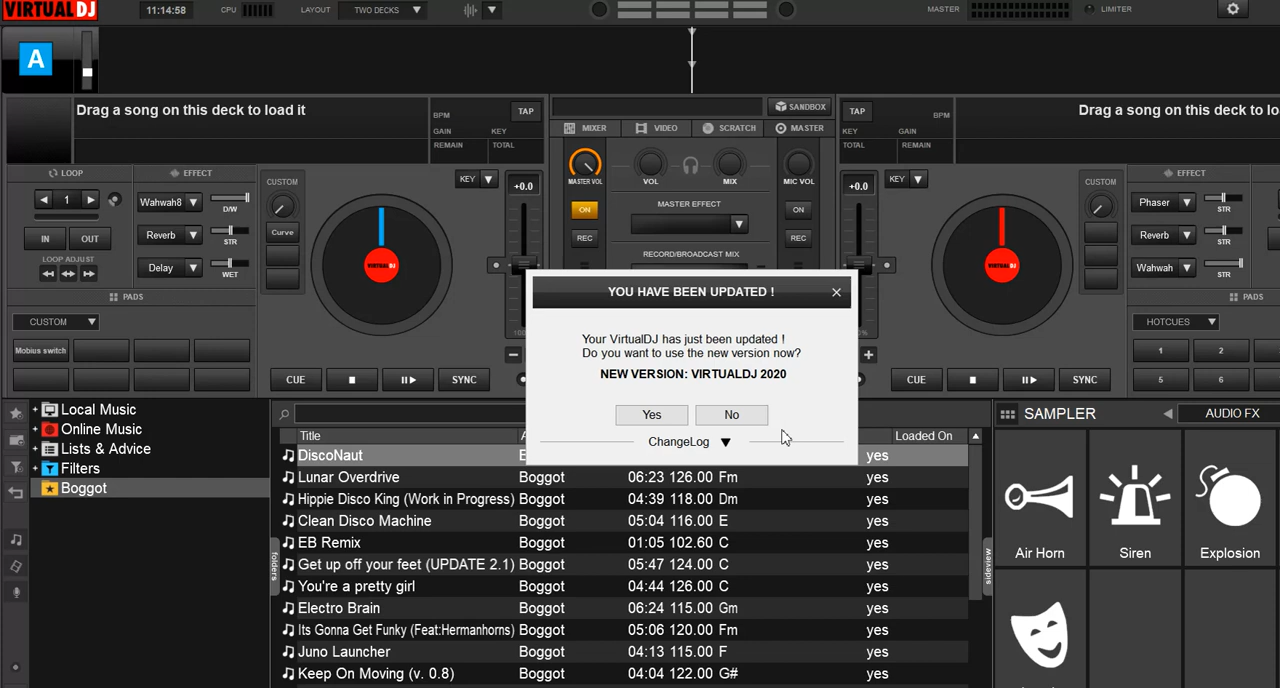 VIRTUAL DJ
11:14:58
CPU
LAYOUT
TWO DECKS
MASTER
LIMITER
A
Drag a song on this deck to load it
BPM
TAP
GAIN
KEY
REMAIN
TOTAL
SANDBOX
MIXER
VIDEO
SCRATCH
MASTER
TAP
BPM
KEY
GAIN
TOTAL
REMAIN
Drag a song on this deck to load it
LOOP
EFFECT
1
Wahwah8
D/W
Reverb
STR
Delay
WET
IN
OUT
LOOP ADJUST
CUSTOM
Curve
KEY
+0.0
VIRTUAL DJ
MASTER VOL
VOL
MIX
MIC VOL
ON
REC
MASTER EFFECT
RECORD/BROADCAST MIX
ON
REC
+0.0
KEY
VIRTUAL DJ
CUSTOM
EFFECT
Phaser
STR
Reverb
STR
Wahwah
STR
PADS
CUSTOM
Mobius switch
CUE
SYNC
PADS
HOTCUES
1
2
5
6
CUE
SYNC
YOU HAVE BEEN UPDATED !
Your VirtualDJ has just been updated !
Do you want to use the new version now?
NEW VERSION: VIRTUALDJ 2020
Yes
No
ChangeLog
Local Music
Online Music
Lists & Advice
Filters
Boggot
folders
Title
Loaded On
DiscoNaut yes
Lunar Overdrive Boggot 06:23 126.00 Fm yes
Hippie Disco King (Work in Progress) Boggot 04:39 118.00 Dm yes
Clean Disco Machine Boggot 05:04 116.00 E yes
EB Remix Boggot 01:05 102.60 C yes
Get up off your feet (UPDATE 2.1) Boggot 05:47 124.00 C yes
You're a pretty girl Boggot 04:44 126.00 C yes
Electro Brain Boggot 06:24 115.00 Gm yes
Its Gonna Get Funky (Feat:Hermanhorns) Boggot 05:06 120.00 Fm yes
Juno Launcher Boggot 04:13 115.00 F yes
Keep On Moving (v. 0.8) Boggot 04:04 122.00 G# yes
sideview
SAMPLER
AUDIO FX
Air Horn
Siren
Explosion